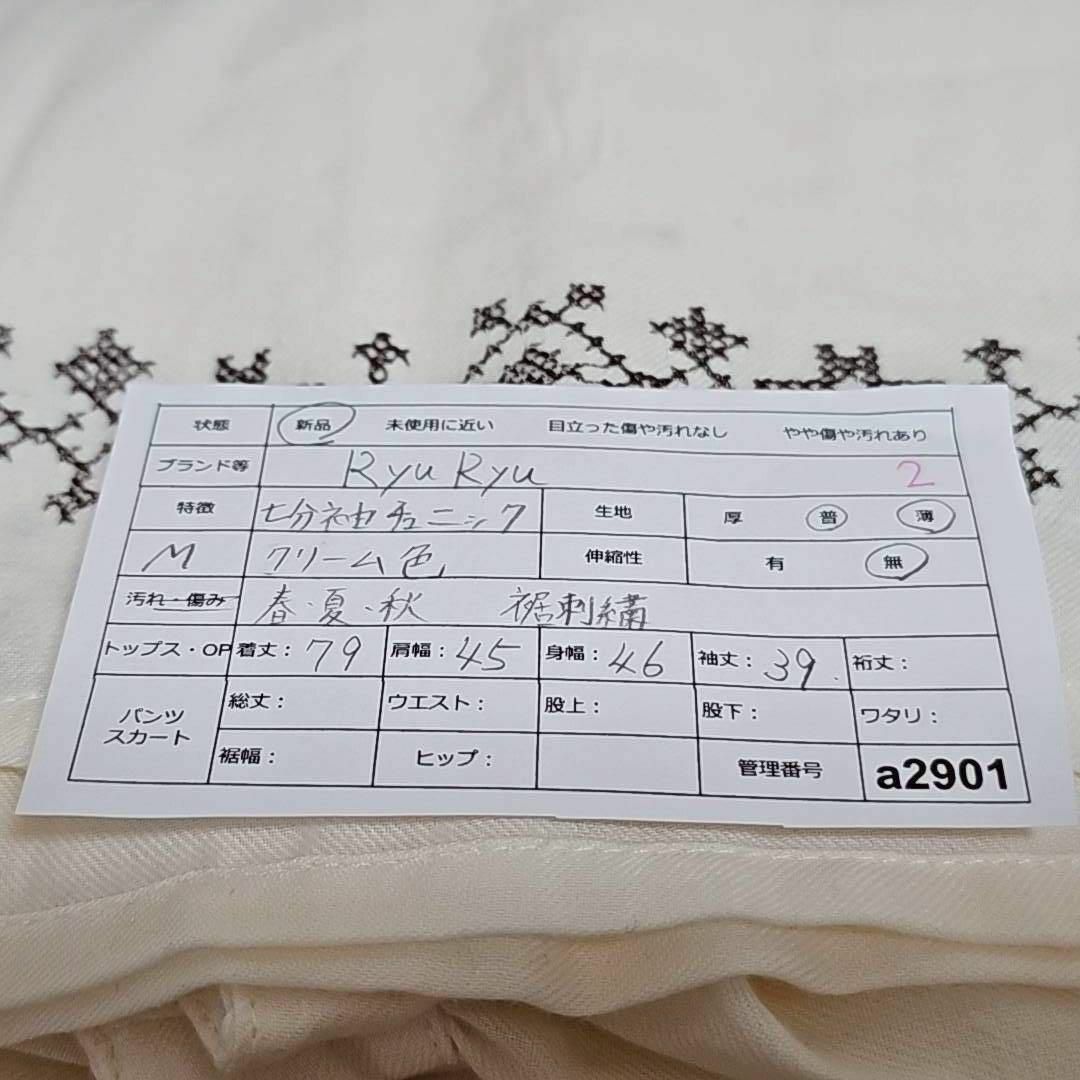 状態 新品 未使用に近い 目立った傷や汚れなし やや傷や汚れあり
ブランド等 RyuRyu 2
特徴 七分袖チュニック 生地 厚 普 薄
M クリーム色 伸縮性 有 無
汚れ・傷み 春・夏・秋 裾刺繍
トップス・OP 着丈：79 肩幅：45 身幅：46 袖丈：39. 裄丈：
パンツ スカート 総丈： ウエスト： 股上： 股下： ワタリ：
裾幅： ヒップ： 管理番号 a2901